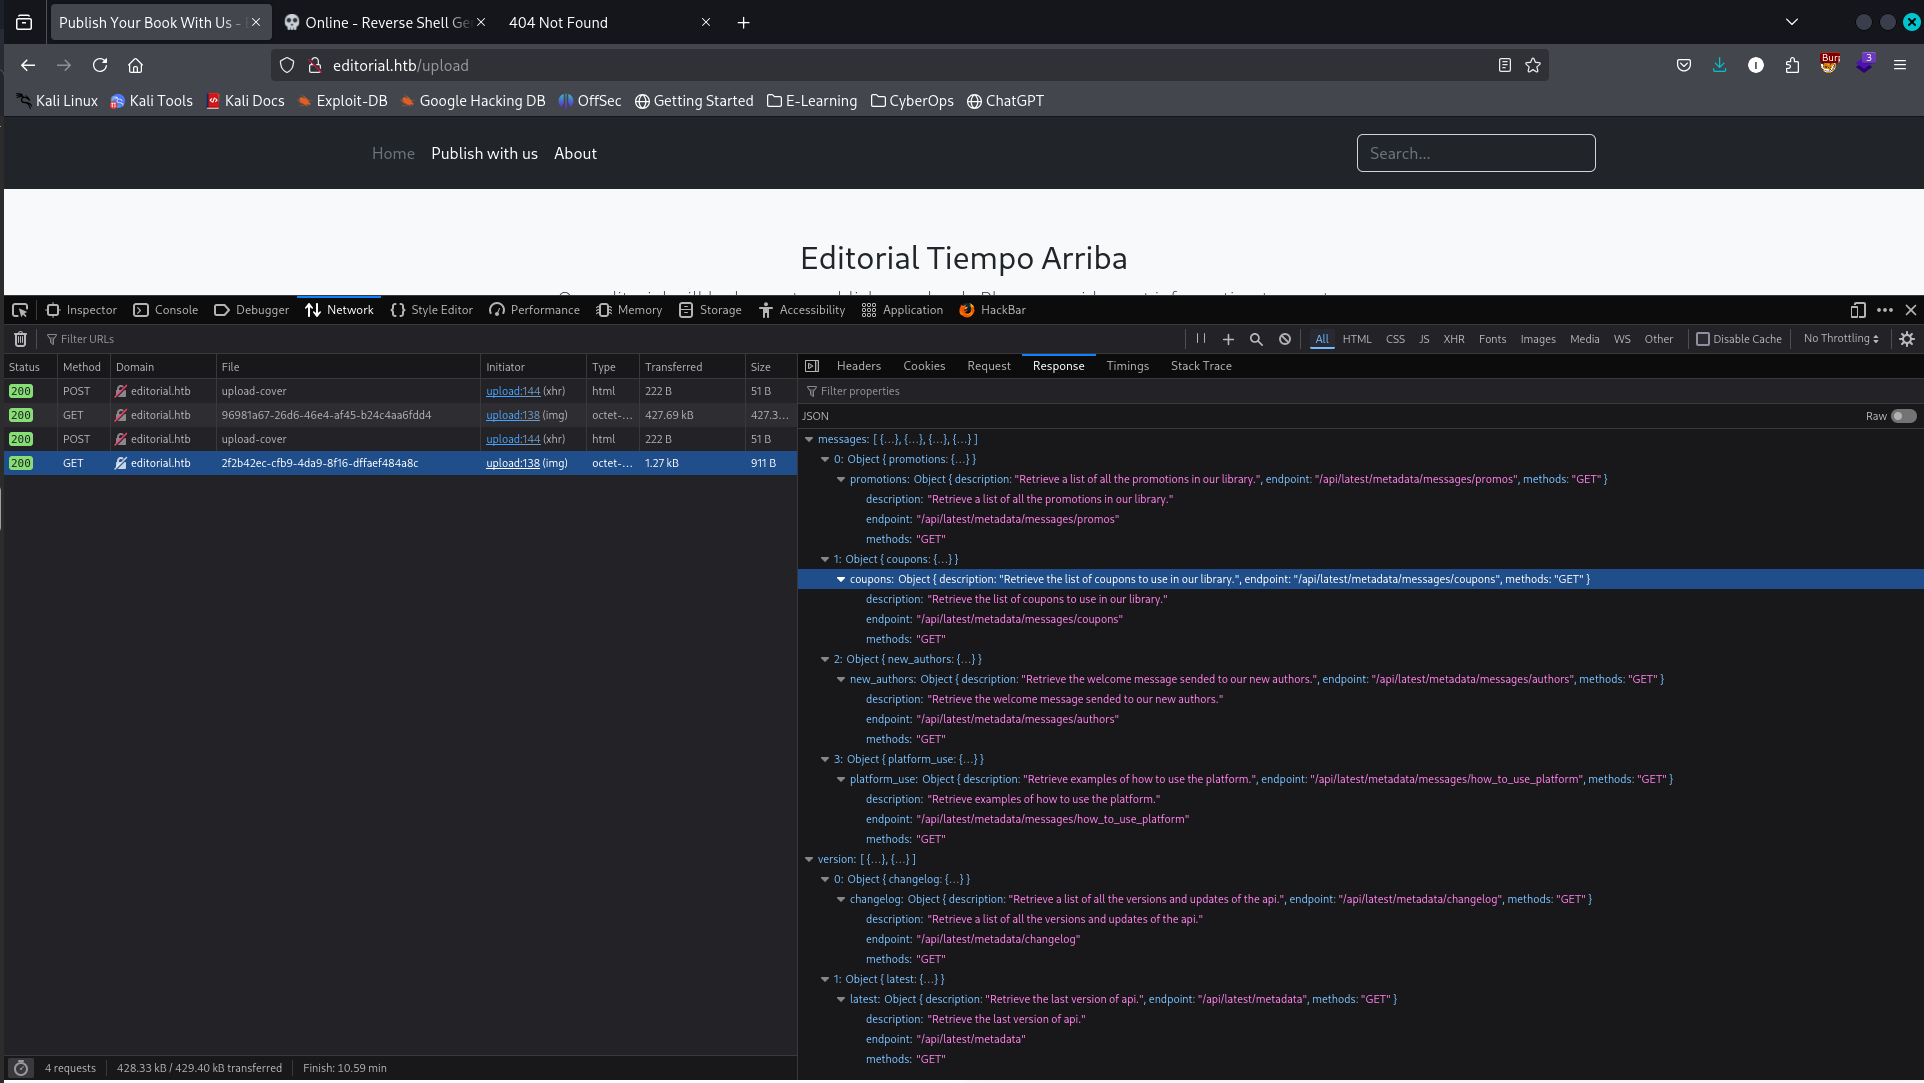 Publish Your Book With Us -
Online - Reverse Shell Ge
404 Not Found
editorial.htb/upload
Burp
3
Kali Linux Kali Tools Kali Docs Exploit-DB Google Hacking DB OffSec Getting Started E-Learning CyberOps ChatGPT
Home Publish with us About Search...
Editorial Tiempo Arriba
Inspector Console Debugger Network Style Editor Performance Memory Storage Accessibility Application HackBar
Filter URLs All HTML CSS JS XHR Fonts Images Media WS Other Disable Cache No Throttling
Status Method Domain File Initiator Type Transferred Size
200 POST editorial.htb upload-cover upload:144 (xhr) html 222 B 51 B
200 GET editorial.htb 96981a67-26d6-46e4-af45-b24c4aa6fdd4 upload:138 (img) octet-... 427.69 kB 427.3...
200 POST editorial.htb upload-cover upload:144 (xhr) html 222 B 51 B
200 GET editorial.htb 2f2b42ec-cfb9-4da9-8f16-dffaef484a8c upload:138 (img) octet-... 1.27 kB 911 B
Headers Cookies Request Response Timings Stack Trace
Filter properties
JSON Raw
messages: [ {…}, {…}, {…}, {…} ]
0: Object { promotions: {…} }
promotions: Object { description: "Retrieve a list of all the promotions in our library.", endpoint: "/api/latest/metadata/messages/promos", methods: "GET" }
description: "Retrieve a list of all the promotions in our library."
endpoint: "/api/latest/metadata/messages/promos"
methods: "GET"
1: Object { coupons: {…} }
coupons: Object { description: "Retrieve the list of coupons to use in our library.", endpoint: "/api/latest/metadata/messages/coupons", methods: "GET" }
description: "Retrieve the list of coupons to use in our library."
endpoint: "/api/latest/metadata/messages/coupons"
methods: "GET"
2: Object { new_authors: {…} }
new_authors: Object { description: "Retrieve the welcome message sended to our new authors.", endpoint: "/api/latest/metadata/messages/authors", methods: "GET" }
description: "Retrieve the welcome message sended to our new authors."
endpoint: "/api/latest/metadata/messages/authors"
methods: "GET"
3: Object { platform_use: {…} }
platform_use: Object { description: "Retrieve examples of how to use the platform.", endpoint: "/api/latest/metadata/messages/how_to_use_platform", methods: "GET" }
description: "Retrieve examples of how to use the platform."
endpoint: "/api/latest/metadata/messages/how_to_use_platform"
methods: "GET"
version: [ {…}, {…} ]
0: Object { changelog: {…} }
changelog: Object { description: "Retrieve a list of all the versions and updates of the api.", endpoint: "/api/latest/metadata/changelog", methods: "GET" }
description: "Retrieve a list of all the versions and updates of the api."
endpoint: "/api/latest/metadata/changelog"
methods: "GET"
1: Object { latest: {…} }
latest: Object { description: "Retrieve the last version of api.", endpoint: "/api/latest/metadata", methods: "GET" }
description: "Retrieve the last version of api."
endpoint: "/api/latest/metadata"
methods: "GET"
4 requests 428.33 kB / 429.40 kB transferred Finish: 10.59 min